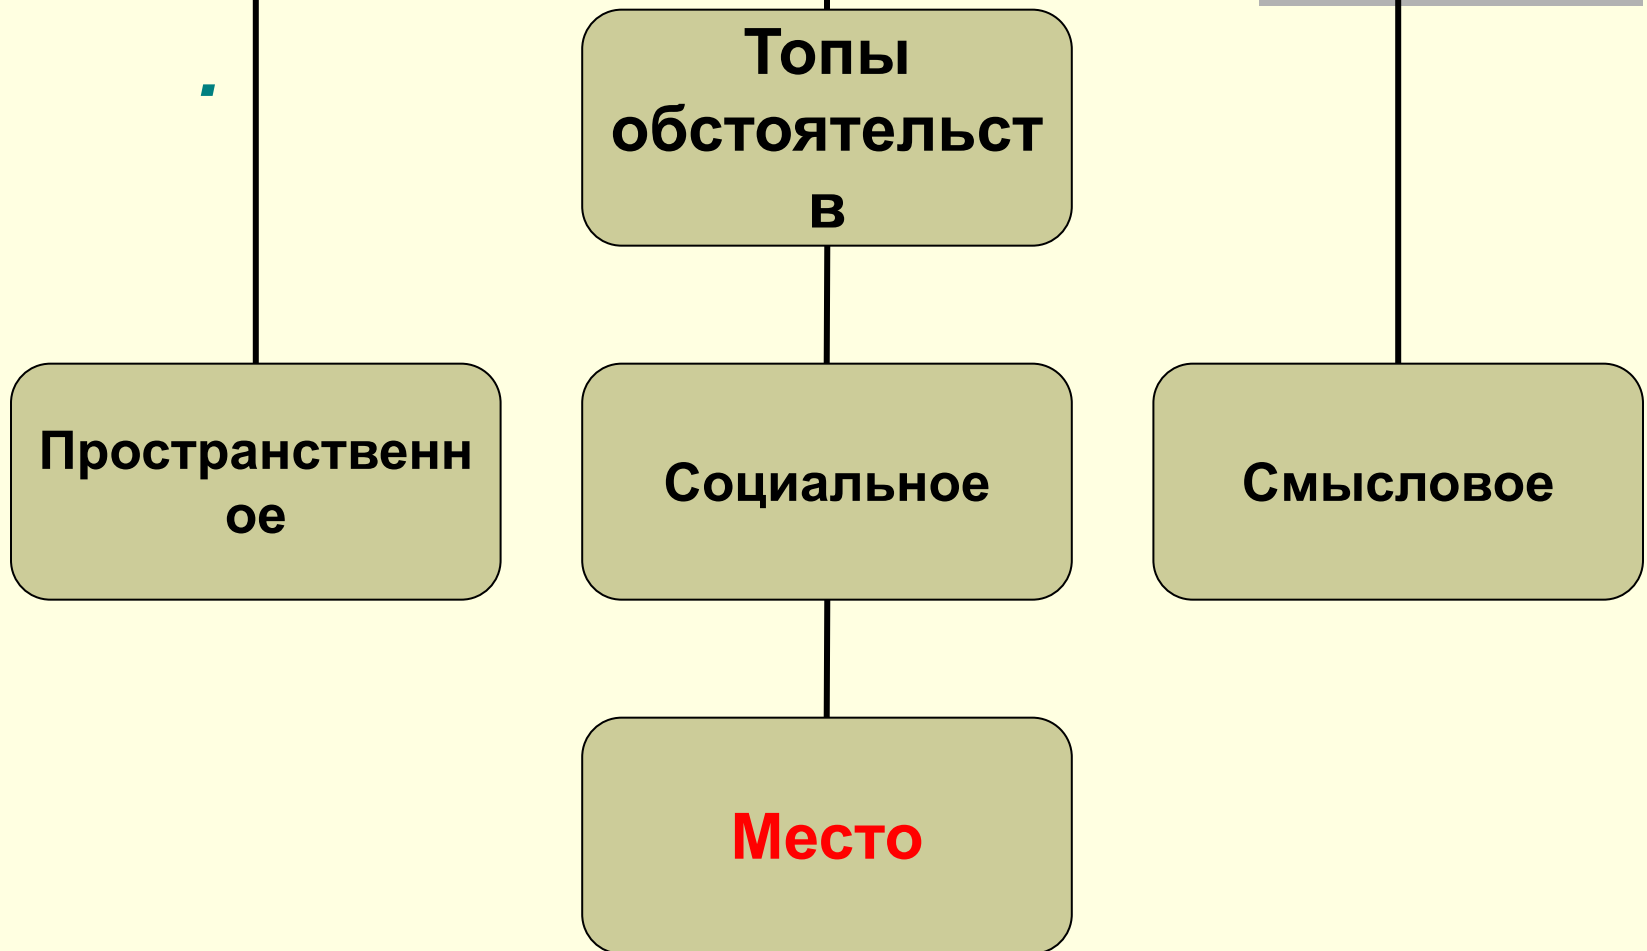 .
Топы
обстоятельст
в
Пространственн
ое
Социальное
Смысловое
Место